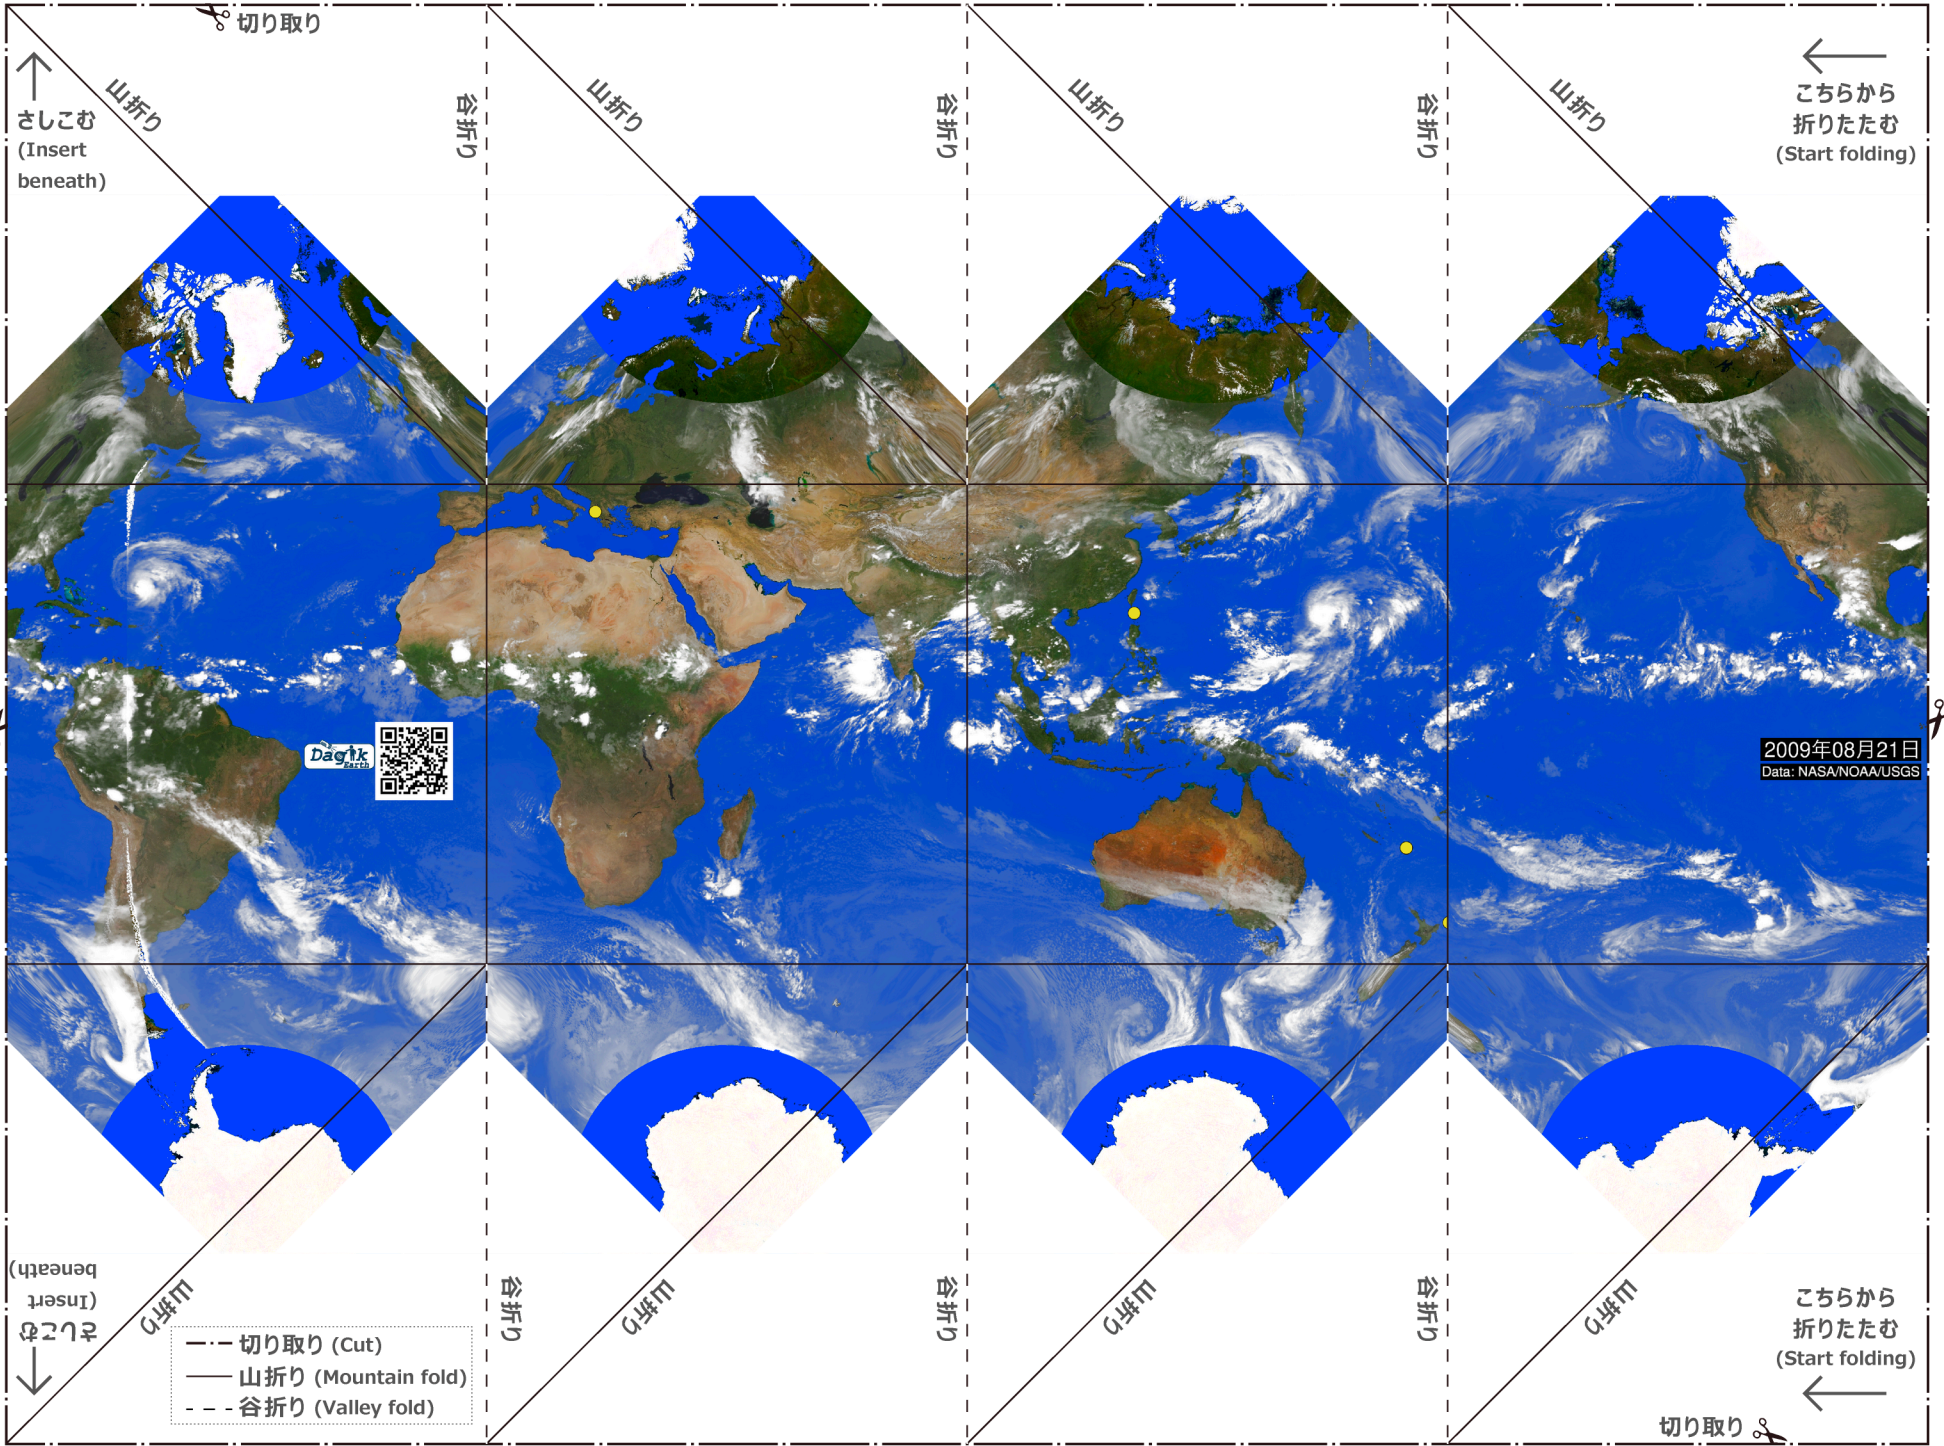 切り取り
さしこむ
(Insert
beneath)
山折り
谷折り
山折り
谷折り
山折り
谷折り
山折り
こちらから
折りたたむ
(Start folding)
Dagik
Earth
2009年08月21日
Data: NASA/NOAA/USGS
さしこむ
(Insert
beneath)
山折り
谷折り
山折り
谷折り
山折り
谷折り
山折り
こちらから
折りたたむ
(Start folding)
切り取り (Cut)
山折り (Mountain fold)
谷折り (Valley fold)
切り取り